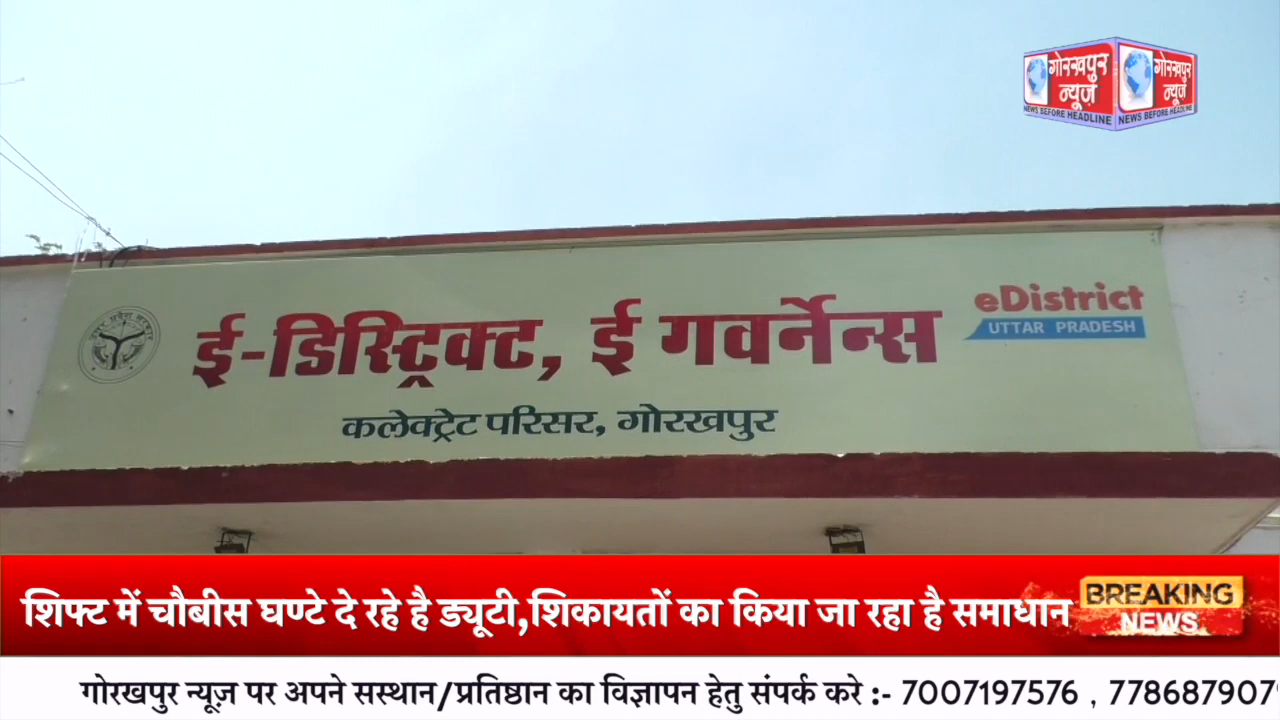 गोरखपुर
न्यूज़
NEWS BEFORE HEADLINE
गोरखपुर
न्यूज़
NEWS BEFORE HEADLINE
ई-डिस्ट्रिक्ट, ई गवर्नेन्स
eDistrict
UTTAR PRADESH
कलेक्ट्रेट परिसर, गोरखपुर
शिफ्ट में चौबीस घण्टे दे रहे है ड्यूटी,शिकायतों का किया जा रहा है समाधान
BREAKING
NEWS
गोरखपुर न्यूज़ पर अपने सस्थान/प्रतिष्ठान का विज्ञापन हेतु संपर्क करे :- 7007197576 , 778687907